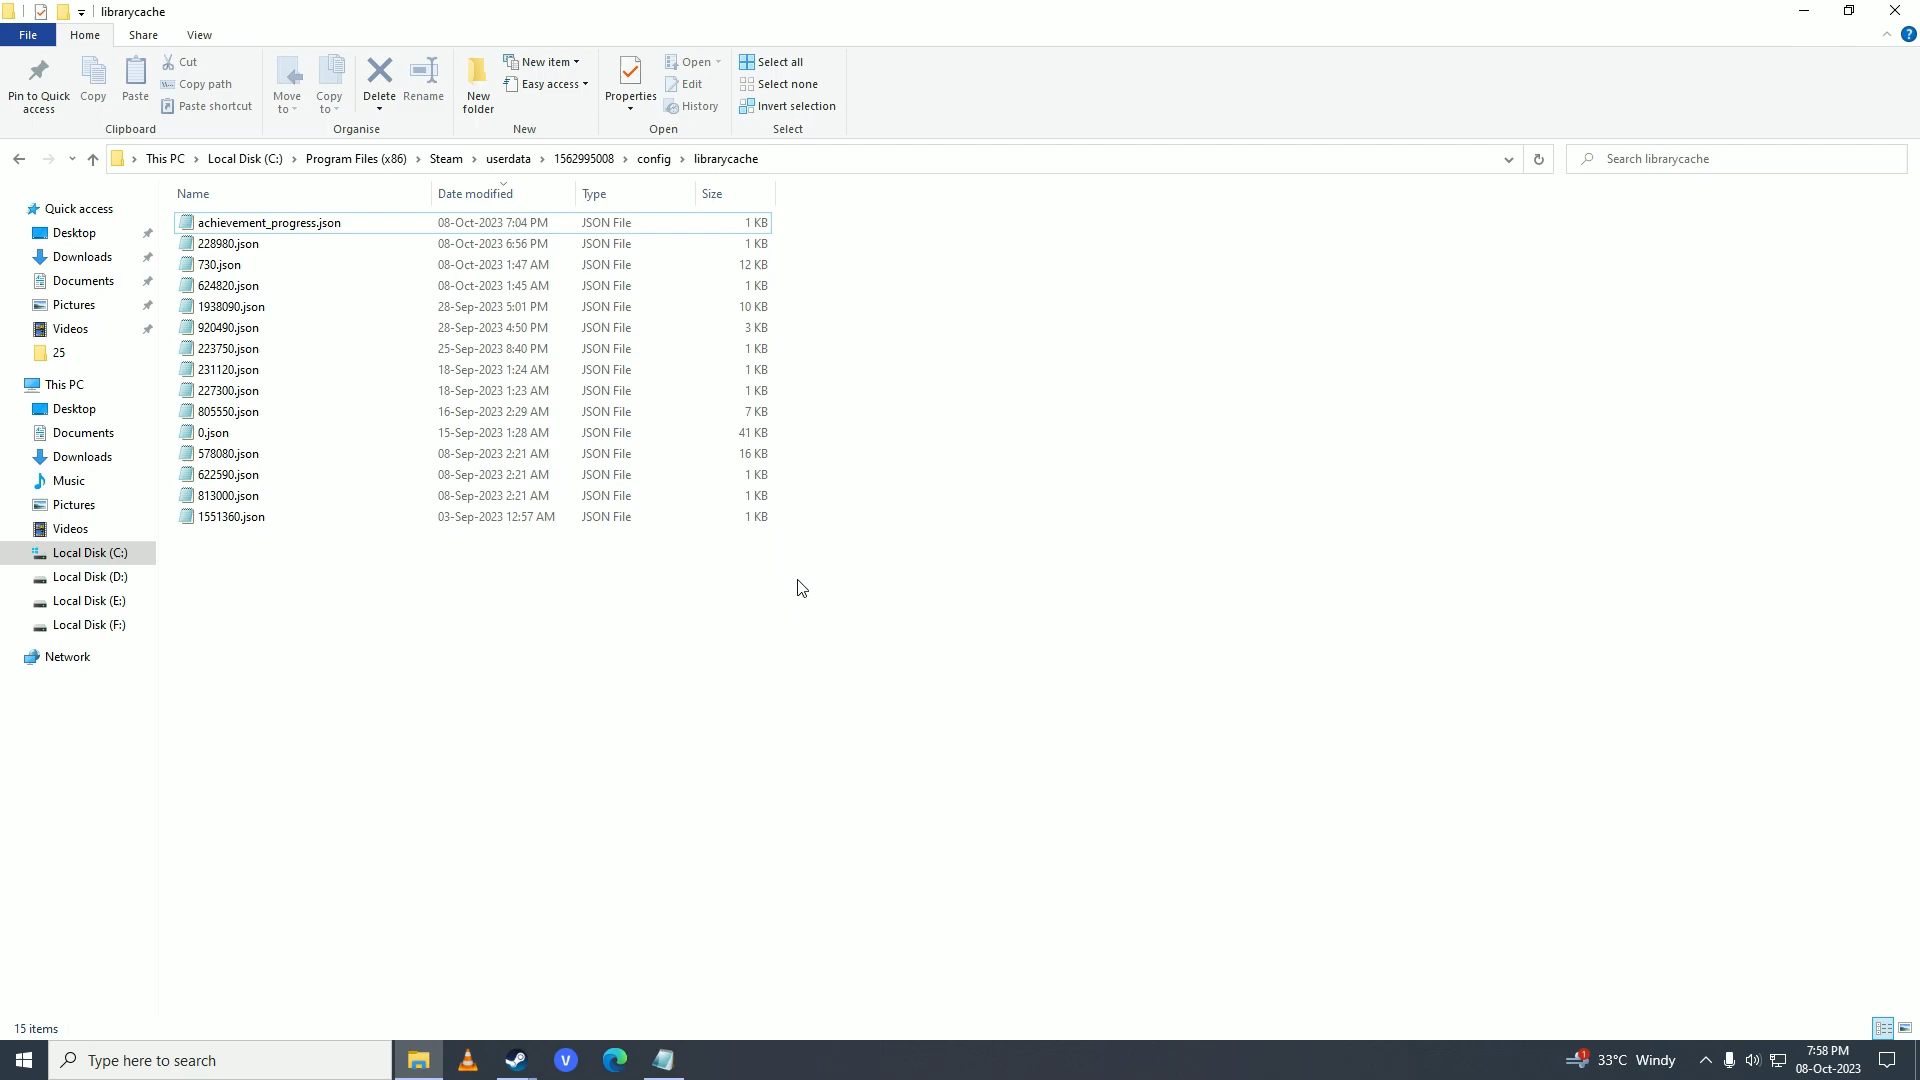 librarycache
File Home Share View
Pin to Quick access
Copy
Paste
Cut
Copy path
Paste shortcut
Clipboard
Move to
Copy to
Delete
Rename
Organise
New folder
New item
Easy access
New
Properties
Open
Edit
History
Open
Select all
Select none
Invert selection
Select
This PC > Local Disk (C:) > Program Files (x86) > Steam > userdata > 1562995008 > config > librarycache
Search librarycache
Quick access
Desktop
Downloads
Documents
Pictures
Videos
25
This PC
Desktop
Documents
Downloads
Music
Pictures
Videos
Local Disk (C:)
Local Disk (D:)
Local Disk (E:)
Local Disk (F:)
Network
Name Date modified Type Size
achievement_progress.json 08-Oct-2023 7:04 PM JSON File 1 KB
228980.json 08-Oct-2023 6:56 PM JSON File 1 KB
730.json 08-Oct-2023 1:47 AM JSON File 12 KB
624820.json 08-Oct-2023 1:45 AM JSON File 1 KB
1938090.json 28-Sep-2023 5:01 PM JSON File 10 KB
920490.json 28-Sep-2023 4:50 PM JSON File 3 KB
223750.json 25-Sep-2023 8:40 PM JSON File 1 KB
231120.json 18-Sep-2023 1:24 AM JSON File 1 KB
227300.json 18-Sep-2023 1:23 AM JSON File 1 KB
805550.json 16-Sep-2023 2:29 AM JSON File 7 KB
0.json 15-Sep-2023 1:28 AM JSON File 41 KB
578080.json 08-Sep-2023 2:21 AM JSON File 16 KB
622590.json 08-Sep-2023 2:21 AM JSON File 1 KB
813000.json 08-Sep-2023 2:21 AM JSON File 1 KB
1551360.json 03-Sep-2023 12:57 AM JSON File 1 KB
15 items
Type here to search
V
1
33°C Windy
7:58 PM
08-Oct-2023